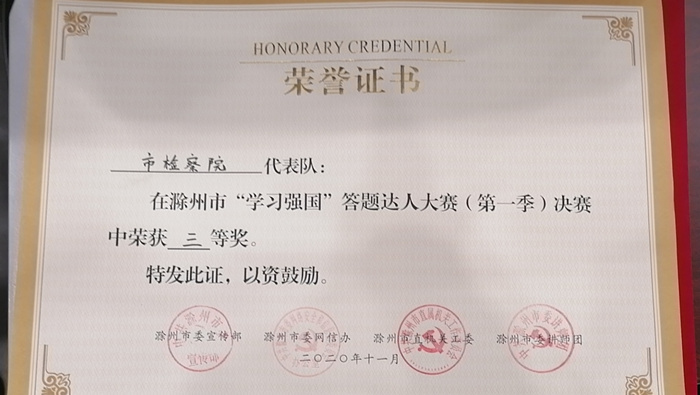 HONORARY CREDENTIAL
荣誉证书
市检察院 代表队：
在滁州市“学习强国”答题达人大赛（第一季）决赛
中荣获 三 等奖。
特发此证，以资鼓励。
滁州市委宣传部 滁州市委网信办 滁州市直机关工委 滁州市委讲师团
二〇二〇年十一月